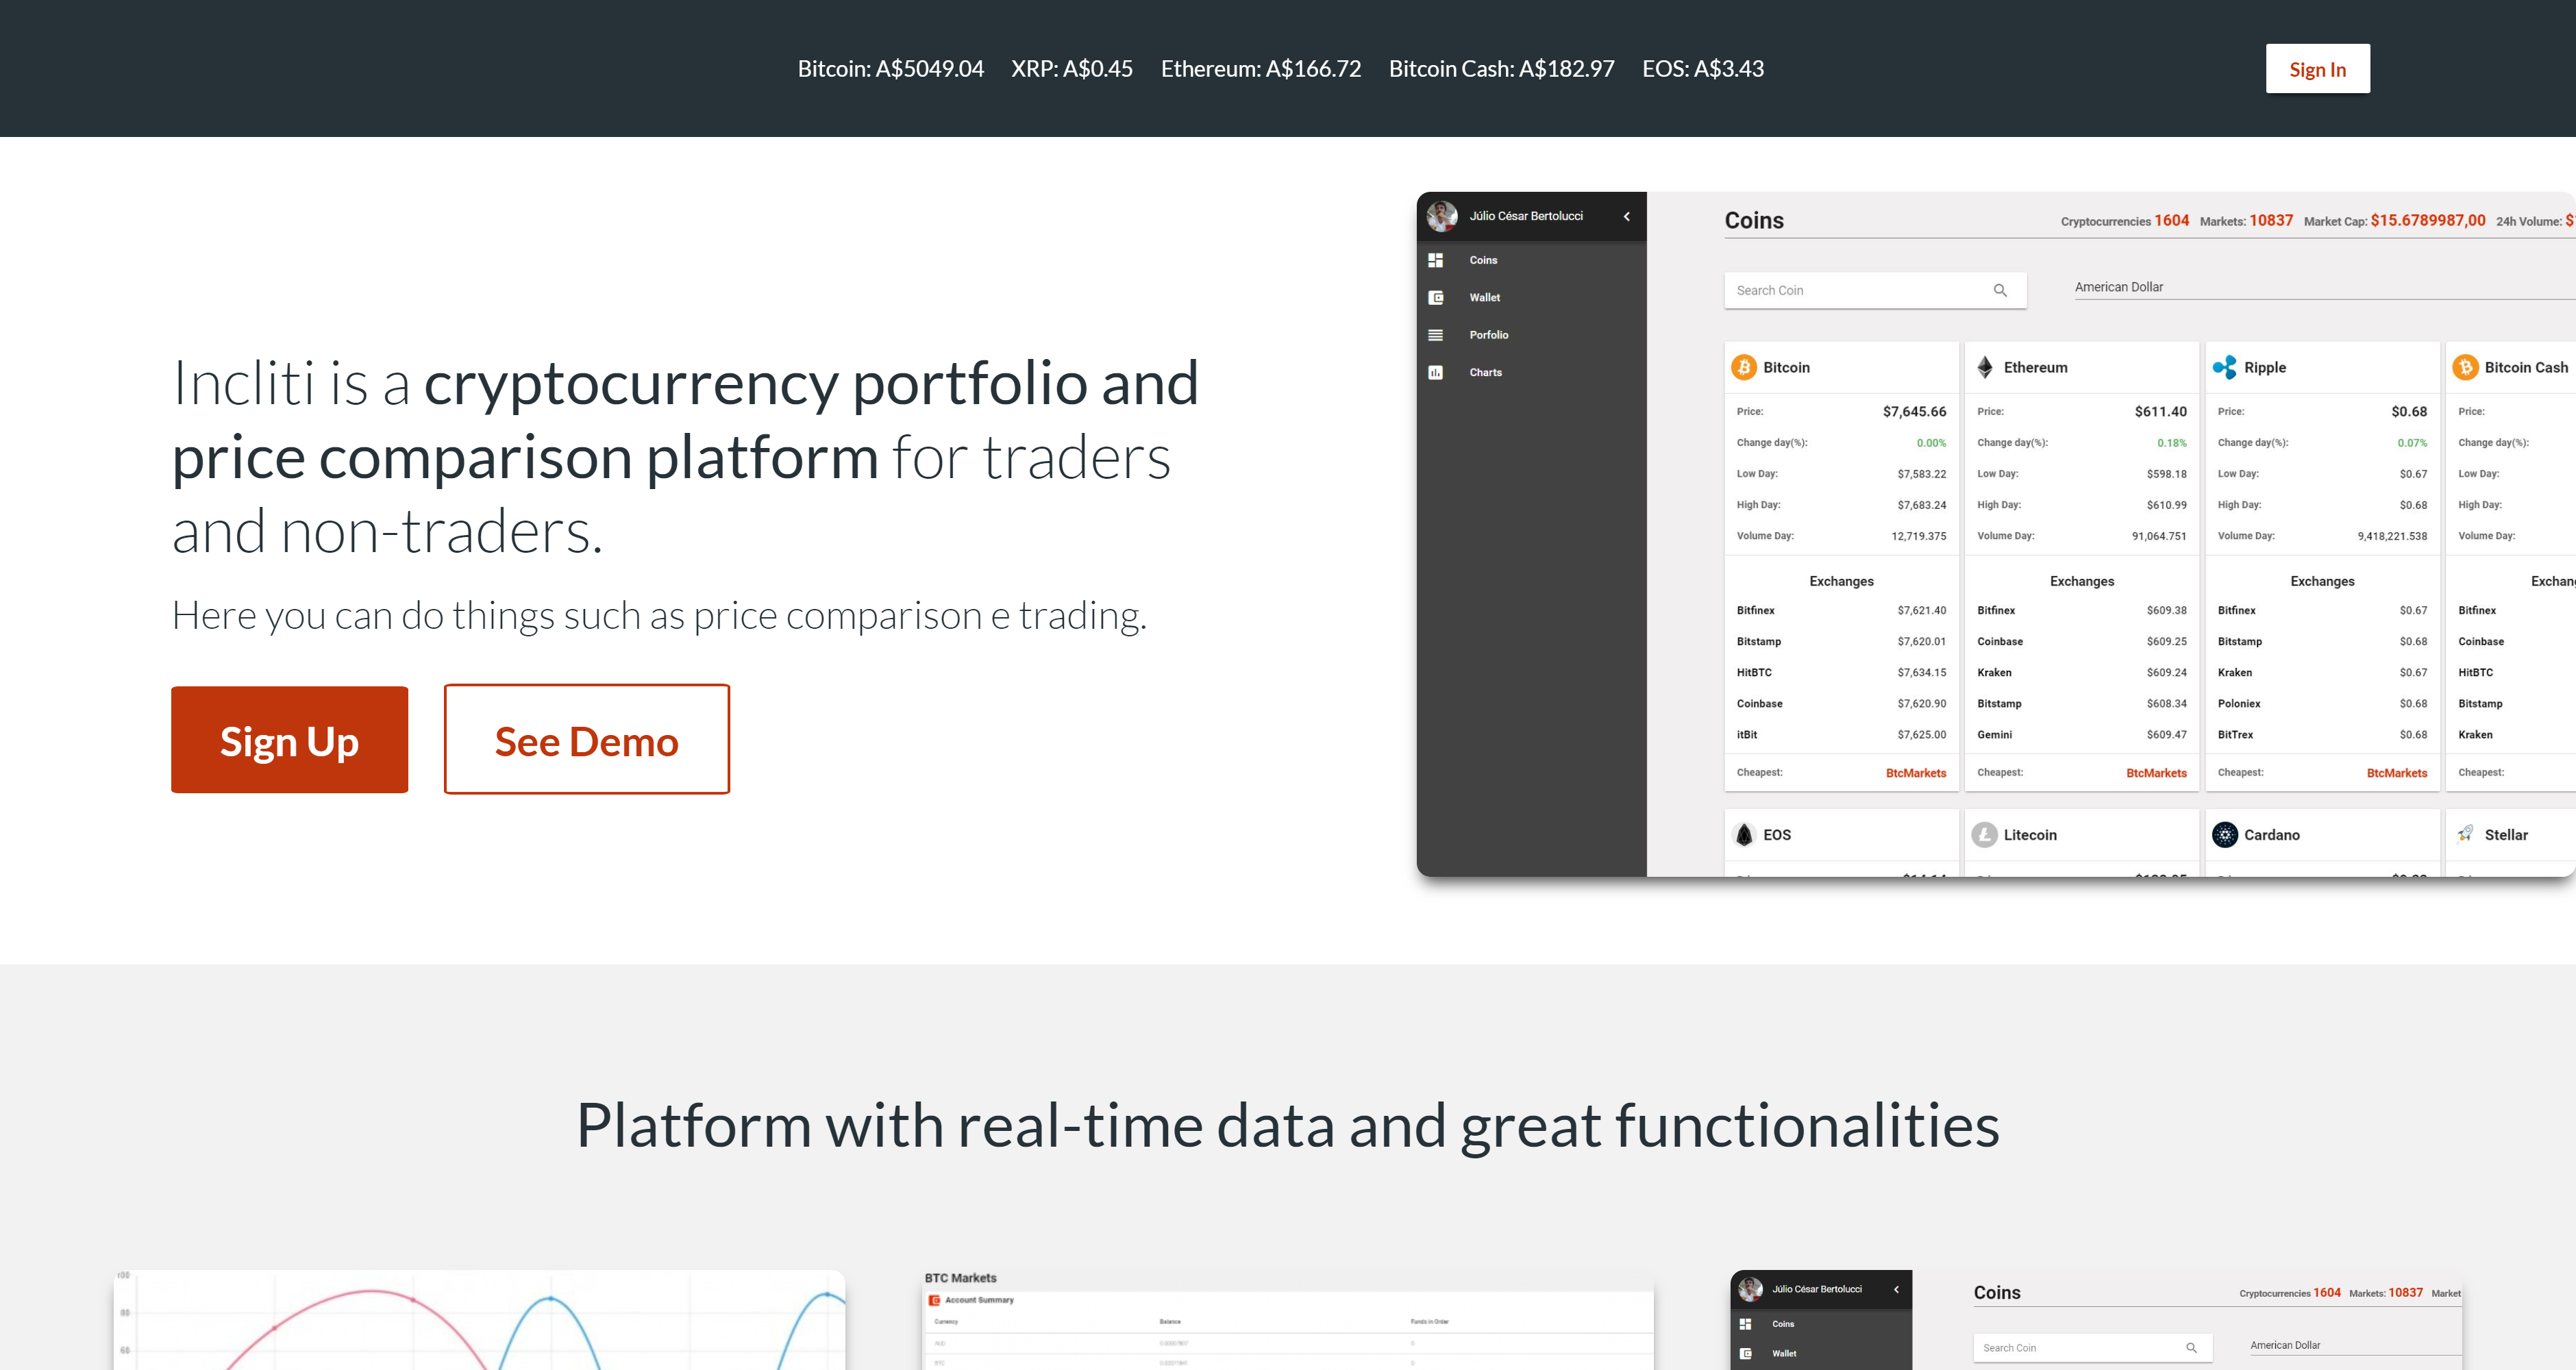 Bitcoin: A$5049.04 XRP: A$0.45 Ethereum: A$166.72 Bitcoin Cash: A$182.97 EOS: A$3.43
Sign In
Incliti is a cryptocurrency portfolio and
price comparison platform for traders
and non-traders.
Here you can do things such as price comparison e trading.
Sign Up
See Demo
Júlio César Bertolucci
Coins
Wallet
Porfolio
Charts
Coins
Cryptocurrencies 1604 Markets: 10837 Market Cap: $15.6789987,00 24h Volume: $
Search Coin
American Dollar
Bitcoin
Price: $7,645.66
Change day(%): 0.00%
Low Day: $7,583.22
High Day: $7,683.24
Volume Day: 12,719.375
Exchanges
Bitfinex $7,621.40
Bitstamp $7,620.01
HitBTC $7,634.15
Coinbase $7,620.90
itBit $7,625.00
Cheapest: BtcMarkets
Ethereum
Price: $611.40
Change day(%): 0.18%
Low Day: $598.18
High Day: $610.99
Volume Day: 91,064.751
Exchanges
Bitfinex $609.38
Coinbase $609.25
Kraken $609.24
Bitstamp $608.34
Gemini $609.47
Cheapest: BtcMarkets
Ripple
Price: $0.68
Change day(%): 0.07%
Low Day: $0.67
High Day: $0.68
Volume Day: 9,418,221.538
Exchanges
Bitfinex $0.67
Bitstamp $0.68
Kraken $0.67
Poloniex $0.68
BitTrex $0.68
Cheapest: BtcMarkets
Bitcoin Cash
Price:
Change day(%):
Low Day:
High Day:
Volume Day:
Bitfinex
Coinbase
HitBTC
Bitstamp
Kraken
Cheapest:
EOS
Litecoin
Cardano
Stellar
Platform with real-time data and great functionalities
100
80
60
BTC Markets
Account Summary
Currency Balance Funds in Order
AUD
BTC
Júlio César Bertolucci
Coins
Wallet
Coins
Cryptocurrencies 1604 Markets: 10837 Market
Search Coin
American Dollar